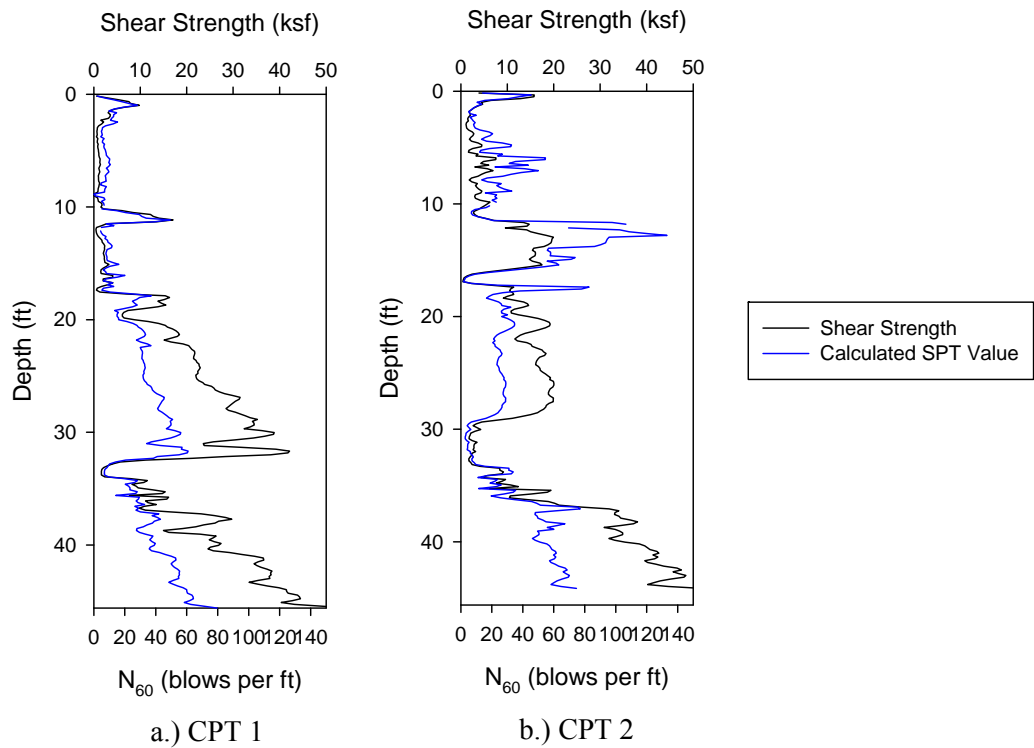 Shear Strength (ksf)
0 10 20 30 40 50
Depth (ft)
0
10
20
30
40
0 20 40 60 80 100 120 140
N60 (blows per ft)
a.) CPT 1
Shear Strength (ksf)
0 10 20 30 40 50
Depth (ft)
0
10
20
30
40
0 20 40 60 80 100 120 140
N60 (blows per ft)
b.) CPT 2
Shear Strength
Calculated SPT Value